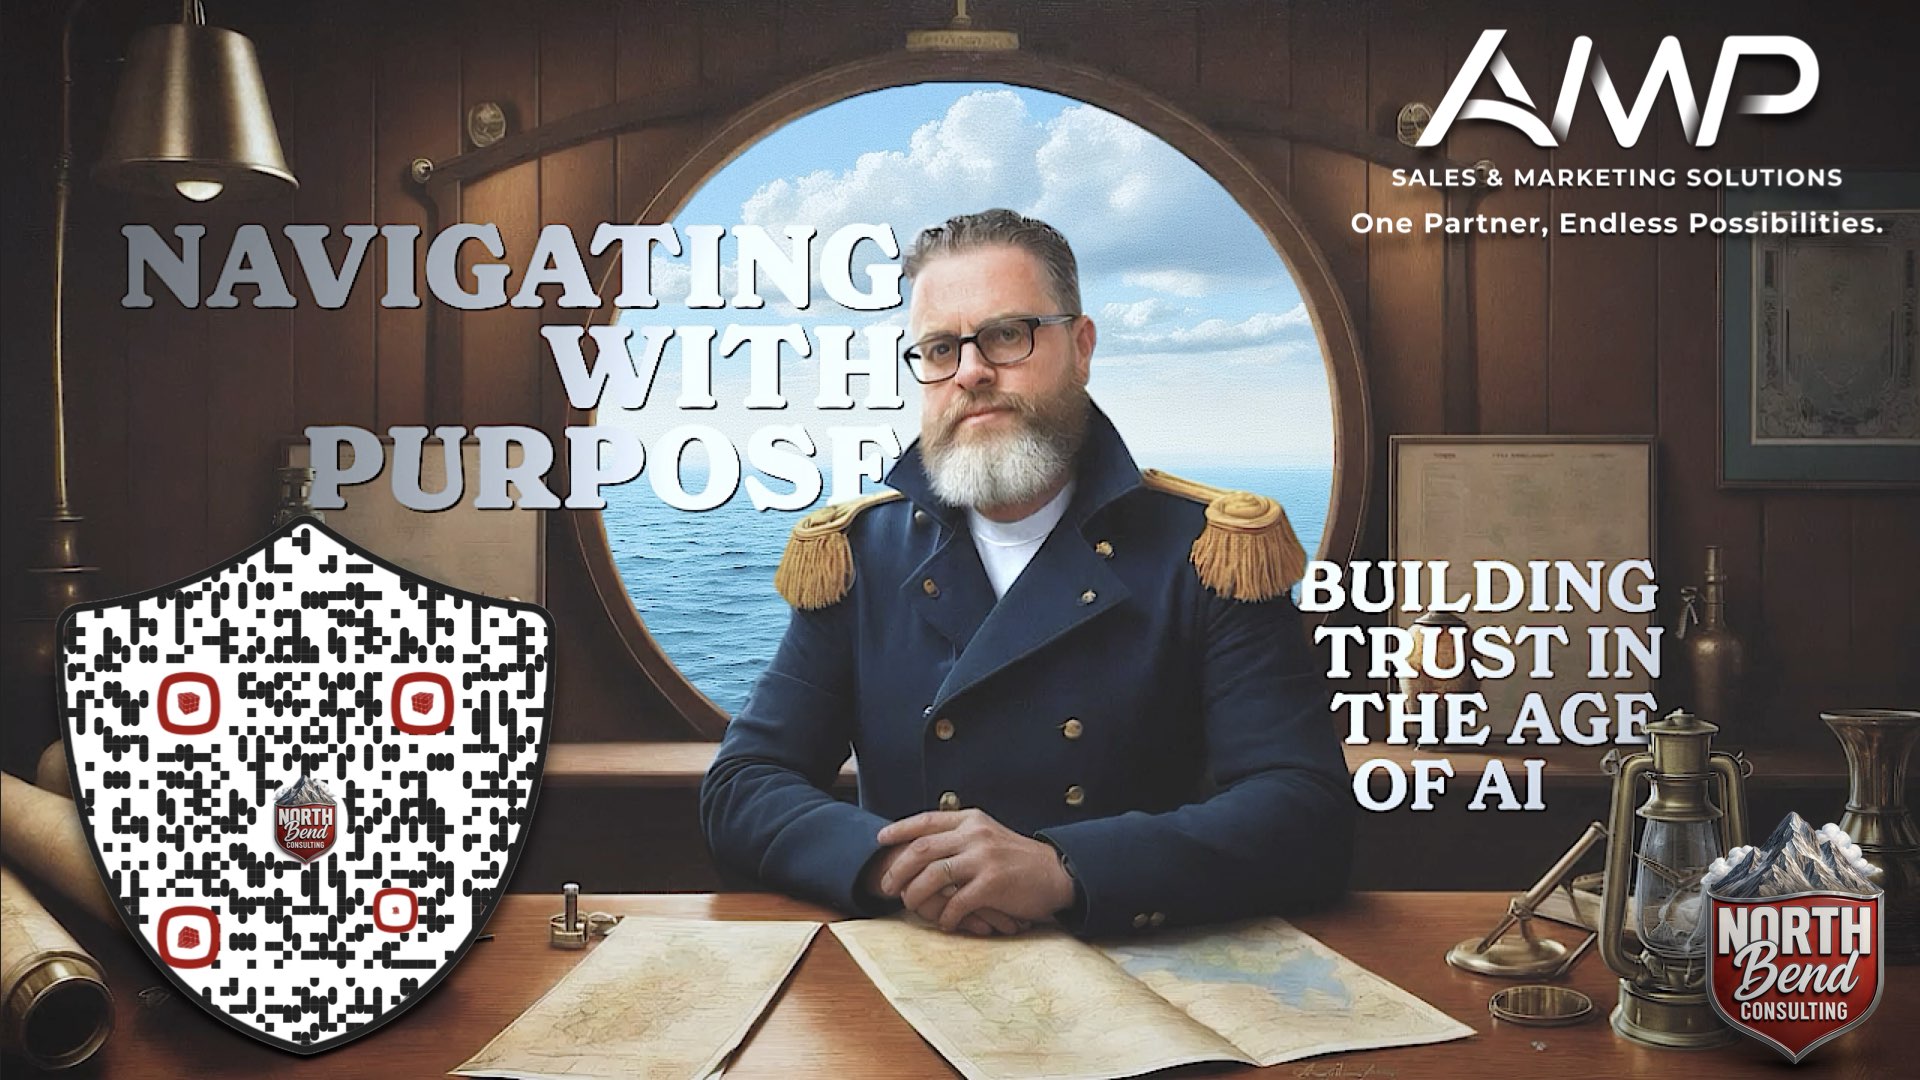 AMP
SALES & MARKETING SOLUTIONS
One Partner, Endless Possibilities.
NAVIGATING
WITH
PURPOSE
BUILDING
TRUST IN
THE AGE
OF AI
NORTH
Bend
CONSULTING
NORTH
Bend
CONSULTING